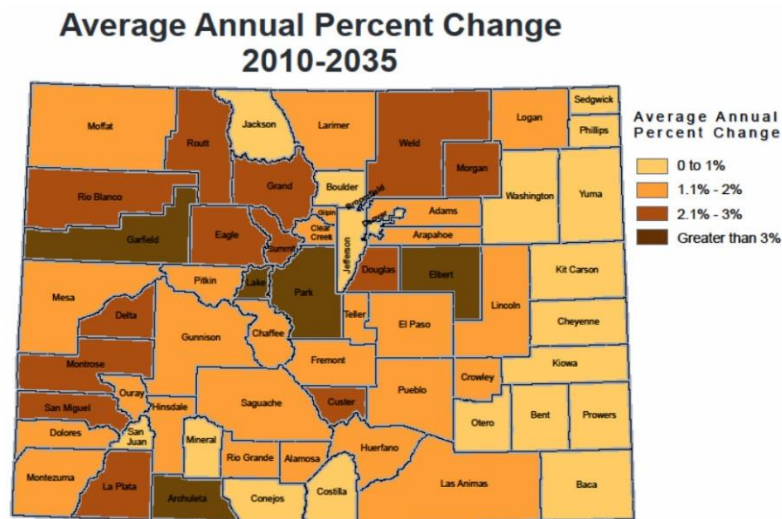 Average Annual Percent Change
2010-2035
Average Annual
Percent Change
0 to 1%
1.1% - 2%
2.1% - 3%
Greater than 3%
Moffat
Routt
Jackson
Larimer
Weld
Logan
Sedgwick
Phillips
Morgan
Rio Blanco
Grand
Boulder
Broomfield
Washington
Yuma
Garfield
Eagle
Summit
Gilpin
Clear
Creek
Jefferson
Denver
Adams
Arapahoe
Mesa
Pitkin
Lake
Park
Douglas
Elbert
Kit Carson
Delta
Gunnison
Chaffee
Teller
El Paso
Lincoln
Cheyenne
Montrose
Ouray
Fremont
Kiowa
San Miguel
Hinsdale
Saguache
Custer
Pueblo
Crowley
Otero
Bent
Prowers
Dolores
San
Juan
Mineral
Rio Grande
Alamosa
Huerfano
Montezuma
La Plata
Archuleta
Conejos
Costilla
Las Animas
Baca